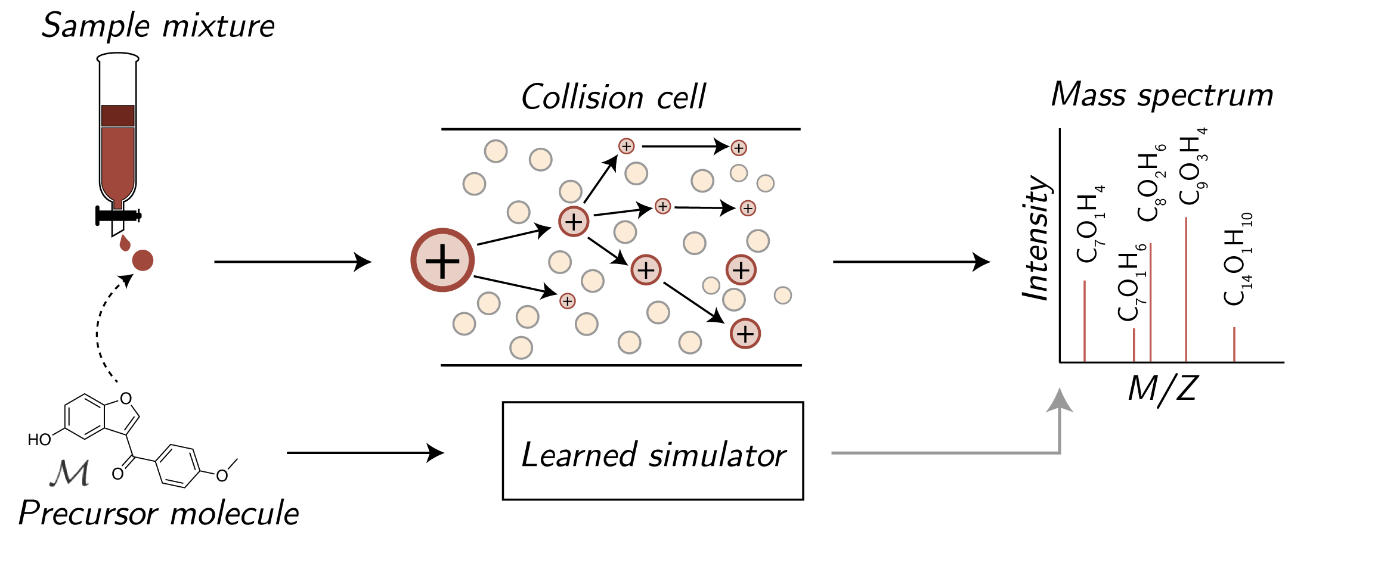 Sample mixture
Collision cell
Mass spectrum
+ + + + + + + + + + +
Intensity
C7O1H4
C7O1H6
C8O2H6
C9O3H4
C14O1H10
M/Z
O
HO
O
O
M
Precursor molecule
Learned simulator